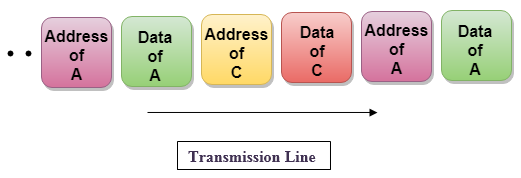 Address
of
A
Data
of
A
Address
of
C
Data
of
C
Address
of
A
Data
of
A
Transmission Line